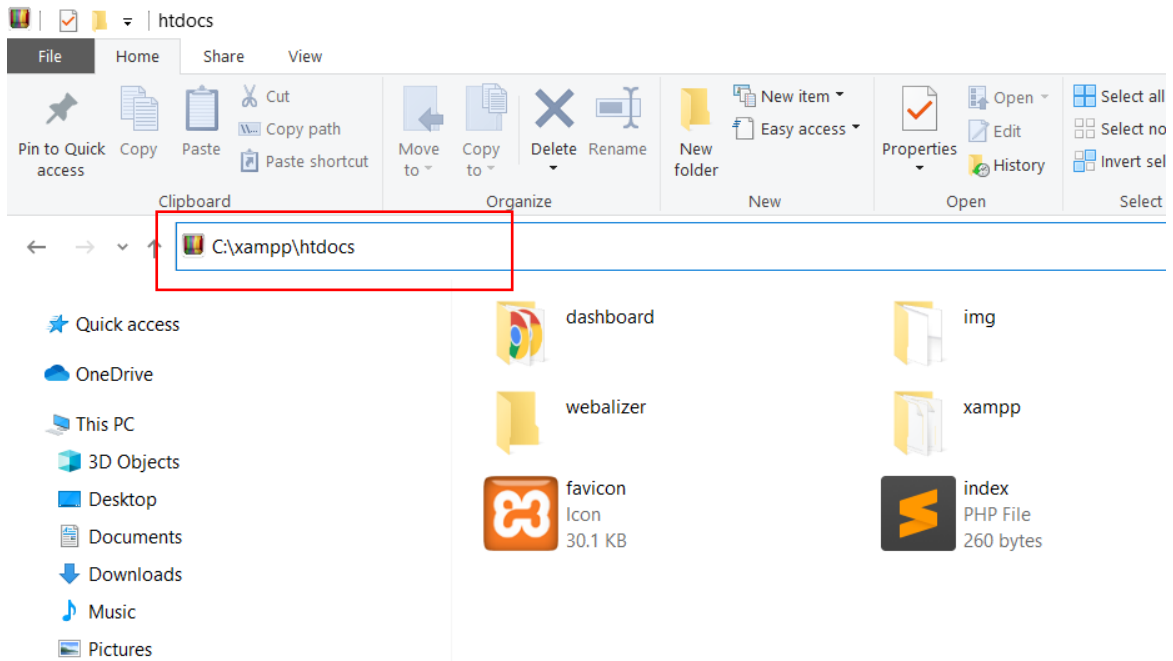 htdocs
File Home Share View
Pin to Quick access
Copy
Paste
Cut
Copy path
Paste shortcut
Clipboard
Move to
Copy to
Delete
Rename
Organize
New folder
New item
Easy access
New
Properties
Open
Edit
History
Open
Select all
Select no
Invert sel
Select
C:\xampp\htdocs
Quick access
OneDrive
This PC
3D Objects
Desktop
Documents
Downloads
Music
Pictures
dashboard
img
webalizer
xampp
favicon
Icon
30.1 KB
index
PHP File
260 bytes